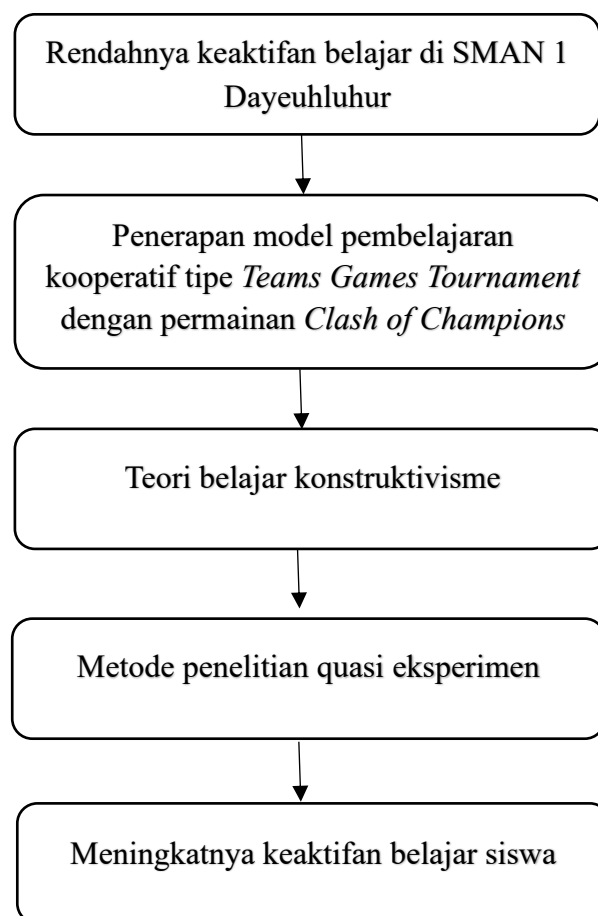 Rendahnya keaktifan belajar di SMAN 1
Dayeuhluhur
Penerapan model pembelajaran
kooperatif tipe Teams Games Tournament
dengan permainan Clash of Champions
Teori belajar konstruktivisme
Metode penelitian quasi eksperimen
Meningkatnya keaktifan belajar siswa